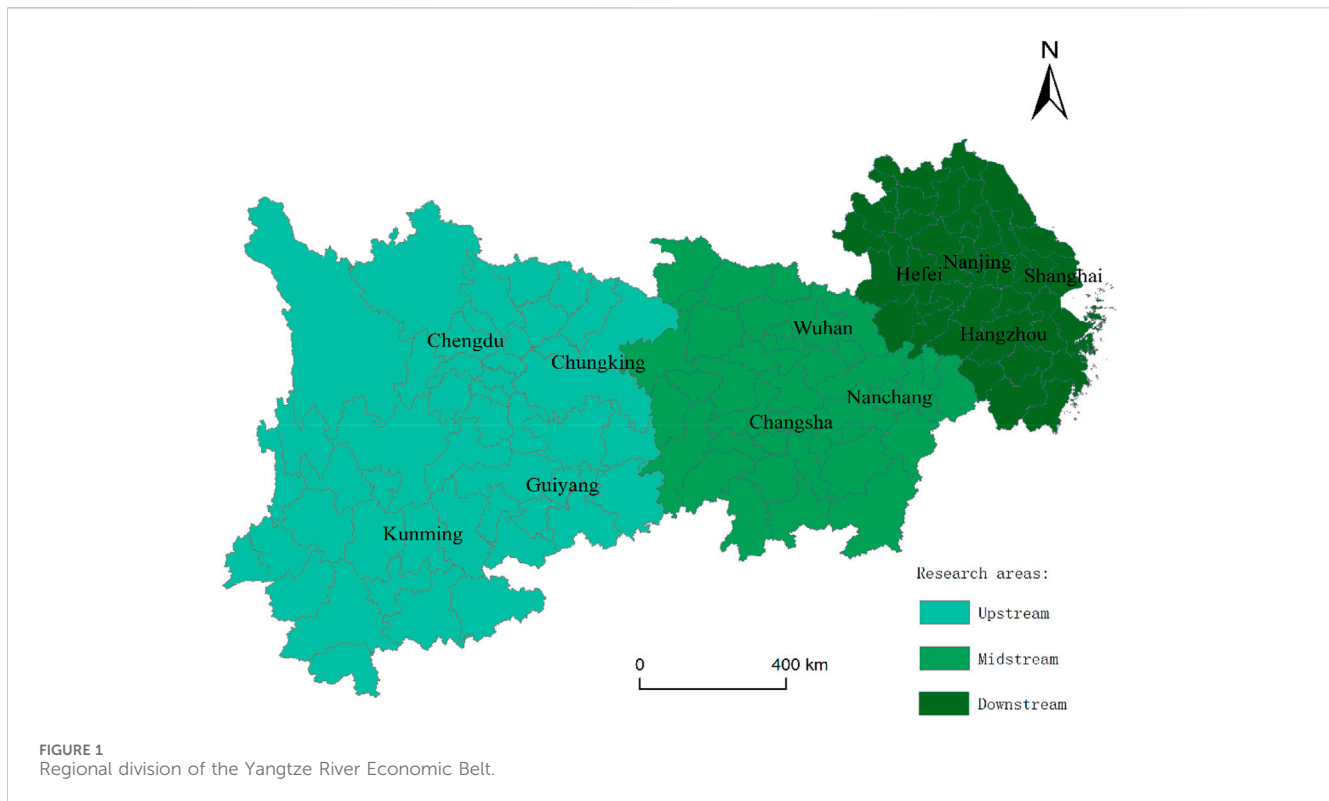 N
Nanjing
Hefei
Shanghai
Wuhan
Hangzhou
Chengdu
Chungking
Nanchang
Changsha
Guiyang
Kunming
Research areas:
Upstream
0 400 km
Midstream
Downstream
FIGURE 1
Regional division of the Yangtze River Economic Belt.